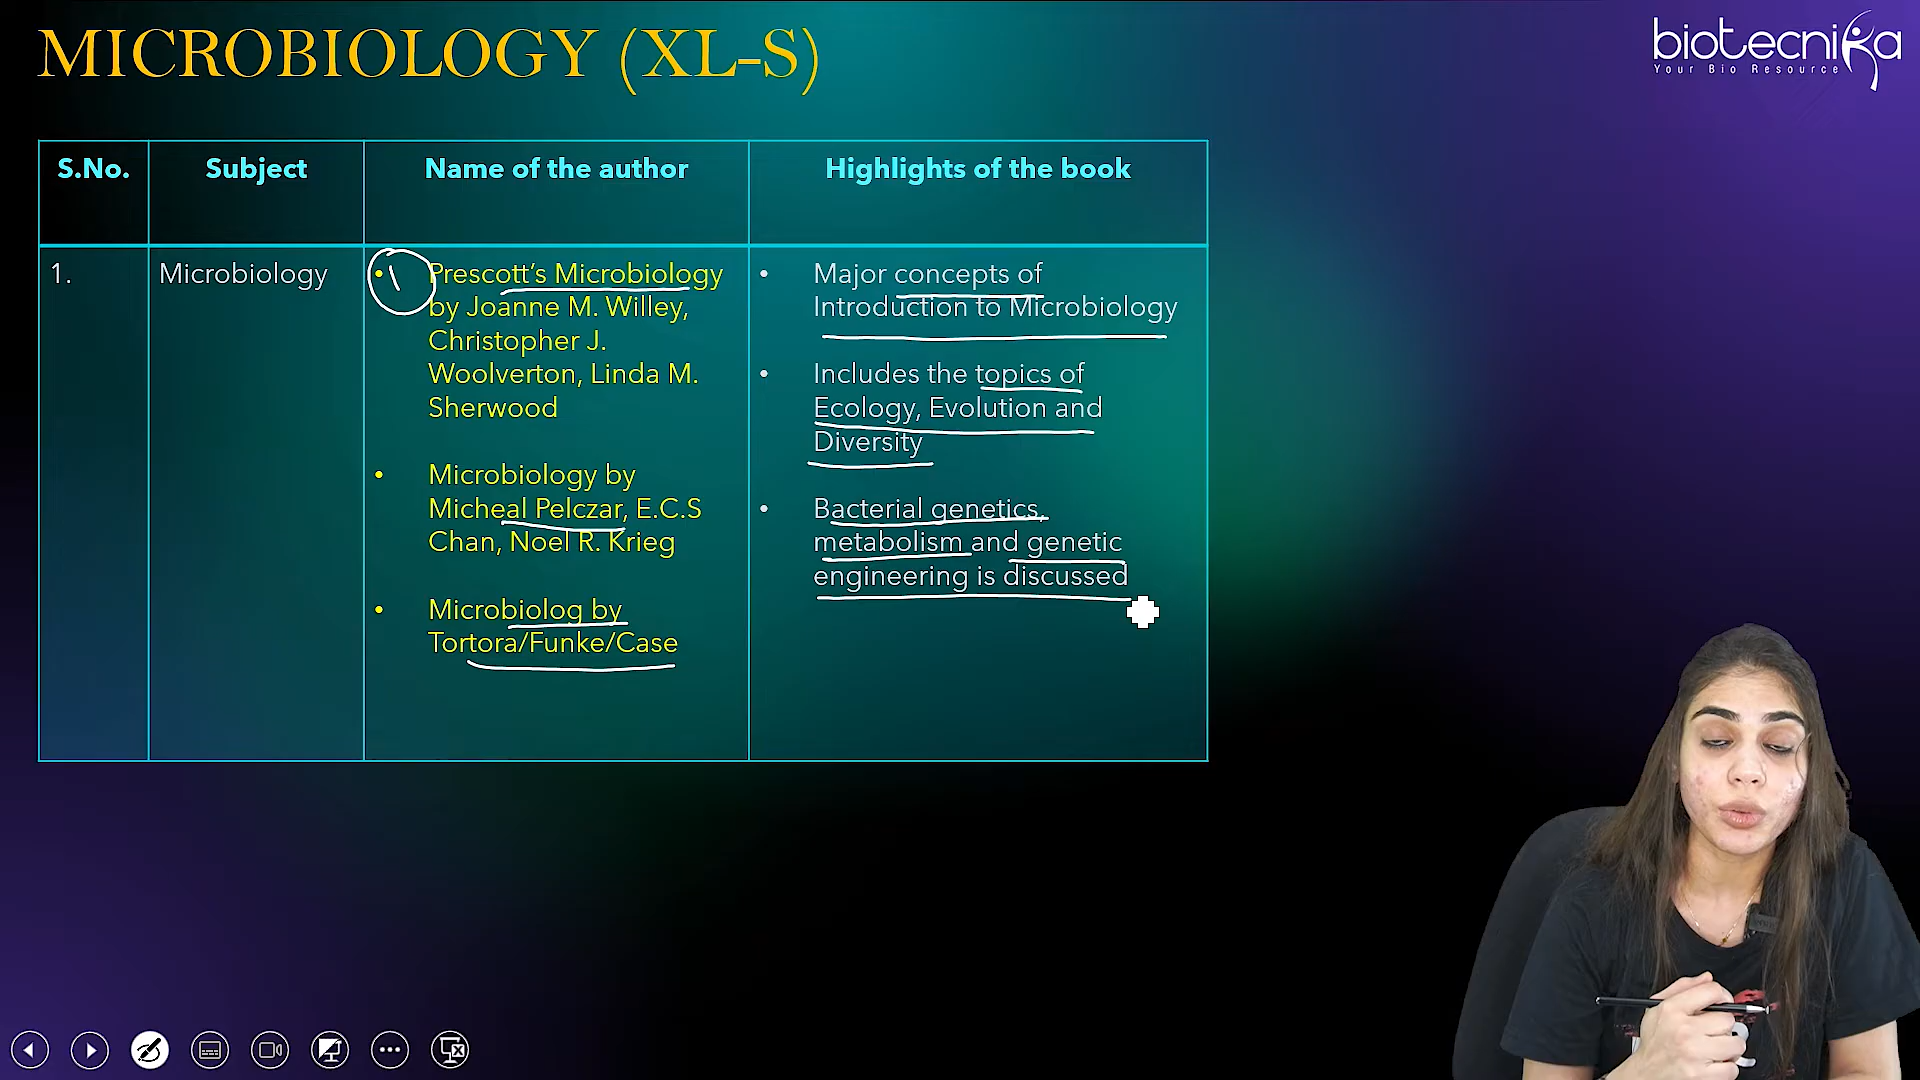 MICROBIOLOGY (XL-S)
biotecnika
Your Bio Resource
S.No.
Subject
Name of the author
Highlights of the book
1.
Microbiology
1
• Prescott's Microbiology
by Joanne M. Willey,
Christopher J.
Woolverton, Linda M.
Sherwood
• Microbiology by
Micheal Pelczar, E.C.S
Chan, Noel R. Krieg
• Microbiolog by
Tortora/Funke/Case
• Major concepts of
Introduction to Microbiology
• Includes the topics of
Ecology, Evolution and
Diversity
• Bacterial genetics,
metabolism and genetic
engineering is discussed